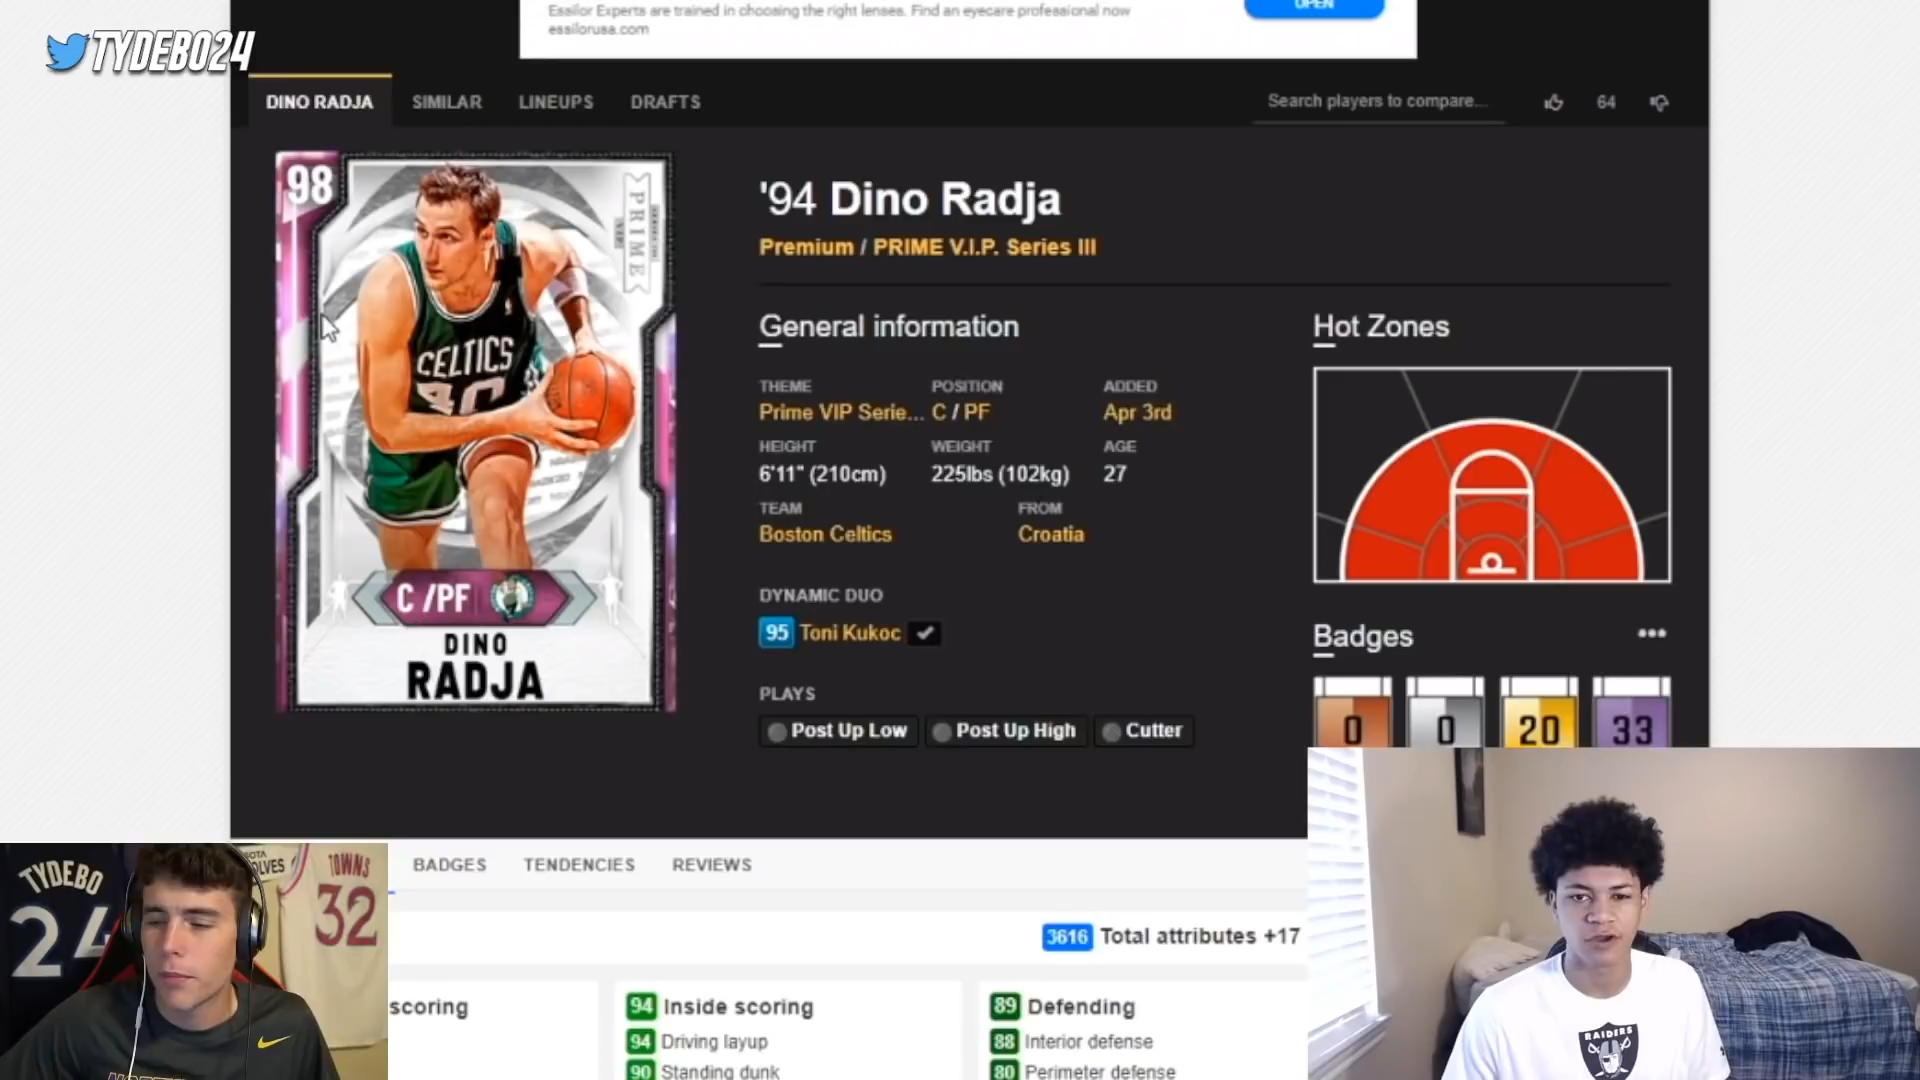 Essilor Experts are trained in choosing the right lenses. Find an eyecare professional now
essilorusa.com
OPEN
TYDEBO24
DINO RADJA
SIMILAR
LINEUPS
DRAFTS
Search players to compare...
64
98
PRIME
CELTICS
40
C /PF
DINO
RADJA
'94 Dino Radja
Premium / PRIME V.I.P. Series III
General information
THEME
POSITION
ADDED
Prime VIP Serie...
C / PF
Apr 3rd
HEIGHT
WEIGHT
AGE
6'11" (210cm)
225lbs (102kg)
27
TEAM
FROM
Boston Celtics
Croatia
DYNAMIC DUO
95 Toni Kukoc
PLAYS
Post Up Low
Post Up High
Cutter
Hot Zones
Badges
0
0
20
33
BADGES
TENDENCIES
REVIEWS
3616 Total attributes +17
scoring
94 Inside scoring
94 Driving layup
90 Standing dunk
89 Defending
88 Interior defense
80 Perimeter defense
TYDEBO
24
OLVES
TOWNS
32
RAIDERS